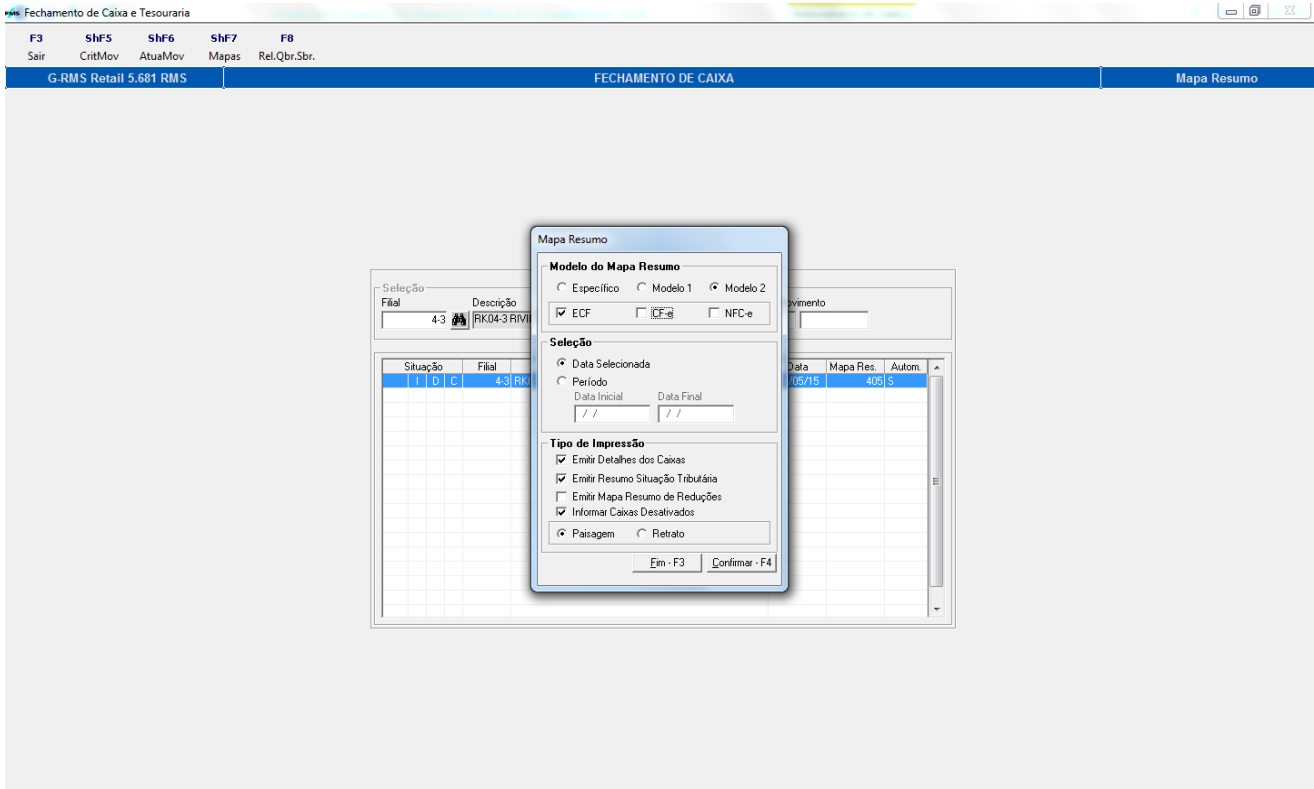 RMS Fechamento de Caixa e Tesouraria
F3 ShF5 ShF6 ShF7 F8
Sair CritMov AtuaMov Mapas Rel.Qbr.Sbr.
G-RMS Retail 5.681 RMS FECHAMENTO DE CAIXA Mapa Resumo
Seleção
Filial Descrição ovimento
4-3 RK04-3 RIVI
Situação Filial Data Mapa Res. Autom.
I D C 4-3 RK /05/15 405 S
Mapa Resumo
Modelo do Mapa Resumo
Específico Modelo 1 Modelo 2
ECF CF-e NFC-e
Seleção
Data Selecionada
Período
Data Inicial Data Final
/ / / /
Tipo de Impressão
Emitir Detalhes dos Caixas
Emitir Resumo Situação Tributária
Emitir Mapa Resumo de Reduções
Informar Caixas Desativados
Paisagem Retrato
Fim - F3 Confirmar - F4